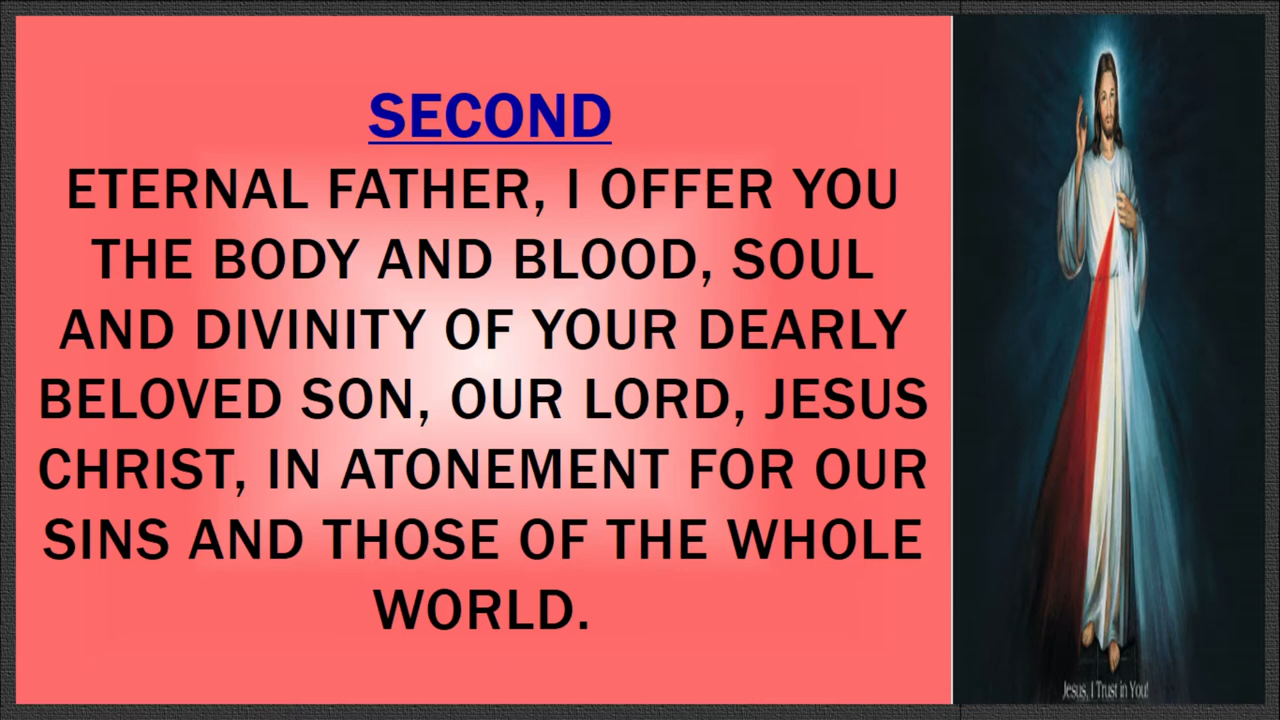 SECOND
ETERNAL FATHER, I OFFER YOU
THE BODY AND BLOOD, SOUL
AND DIVINITY OF YOUR DEARLY
BELOVED SON, OUR LORD, JESUS
CHRIST, IN ATONEMENT FOR OUR
SINS AND THOSE OF THE WHOLE
WORLD.
Jesus, I Trust in You!